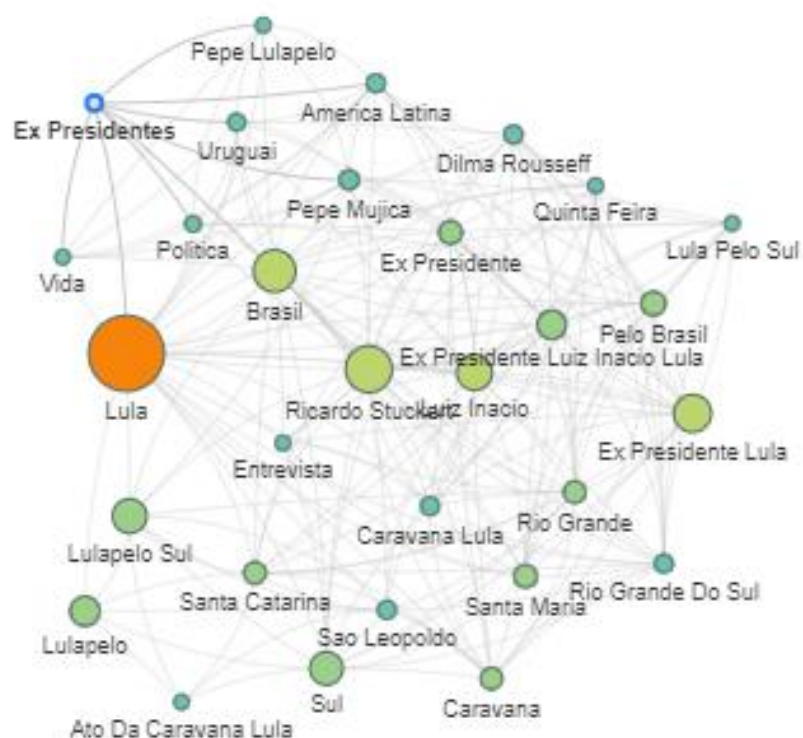 Pepe Lulapelo
America Latina
Ex Presidentes
Uruguai
Dilma Rousseff
Pepe Mujica
Quinta Feira
Politica
Ex Presidente
Lula Pelo Sul
Vida
Brasil
Pelo Brasil
Ex Presidente Luiz Inacio Lula
Lula
Ricardo Stuckert
Luiz Inacio
Ex Presidente Lula
Entrevista
Caravana Lula
Rio Grande
Lulapelo Sul
Santa Catarina
Santa Maria
Rio Grande Do Sul
Sao Leopoldo
Lulapelo
Sul
Caravana
Ato Da Caravana Lula